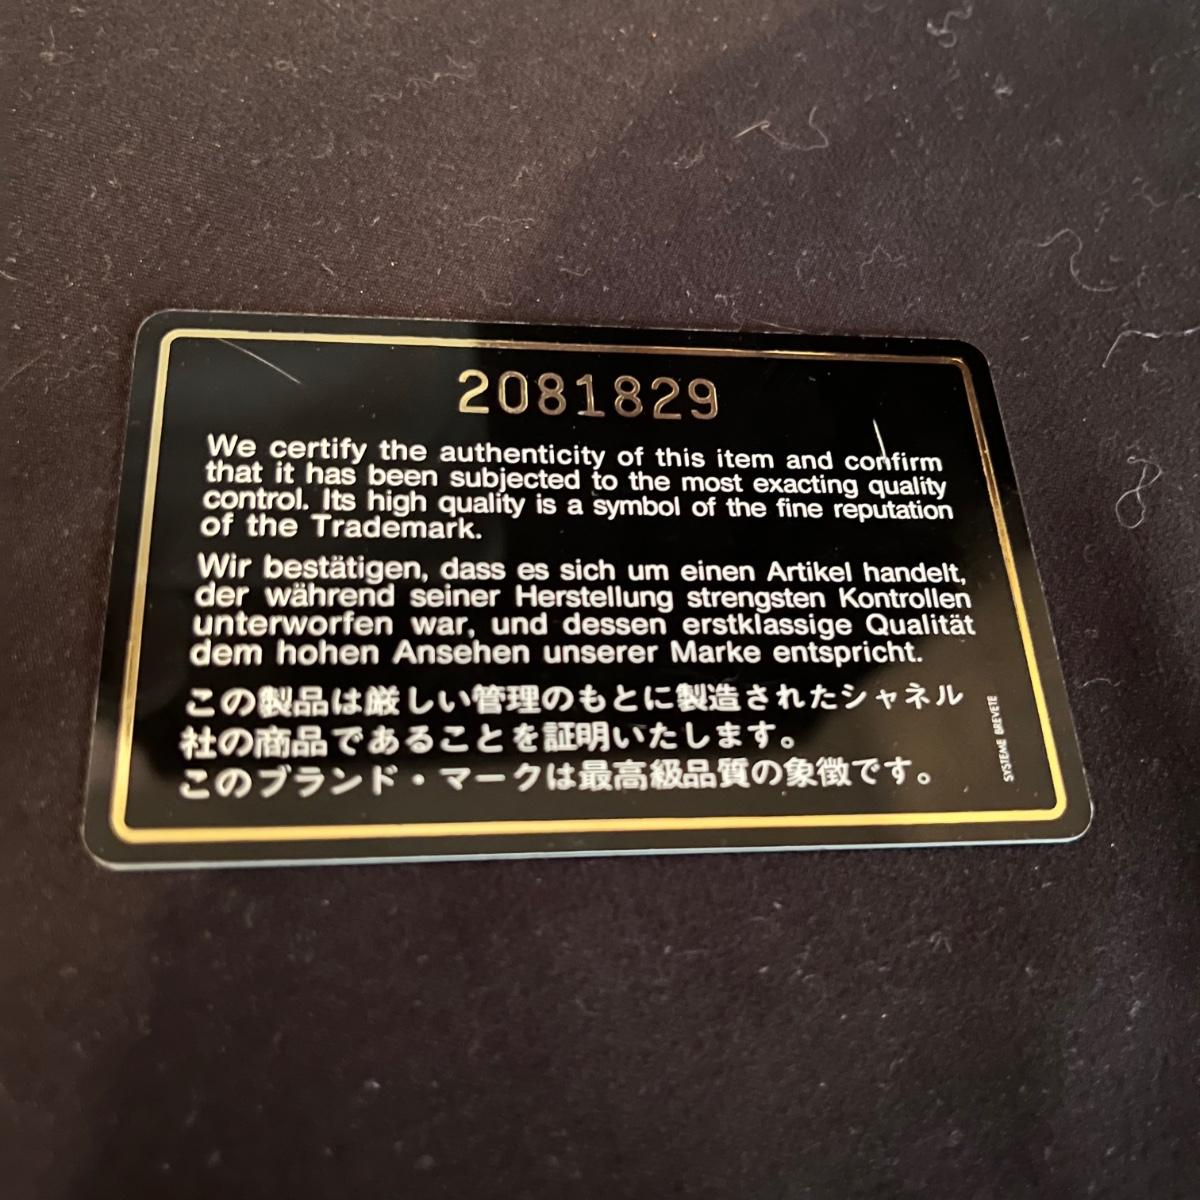 2081829
We certify the authenticity of this item and confirm
that it has been subjected to the most exacting quality
control. Its high quality is a symbol of the fine reputation
of the Trademark.
Wir bestätigen, dass es sich um einen Artikel handelt,
der während seiner Herstellung strengsten Kontrollen
unterworfen war, und dessen erstklassige Qualität
dem hohen Ansehen unserer Marke entspricht.
この製品は厳しい管理のもとに製造されたシャネル
社の商品であることを証明いたします。
このブランド・マークは最高級品質の象徴です。
SYSTEME BREVETE